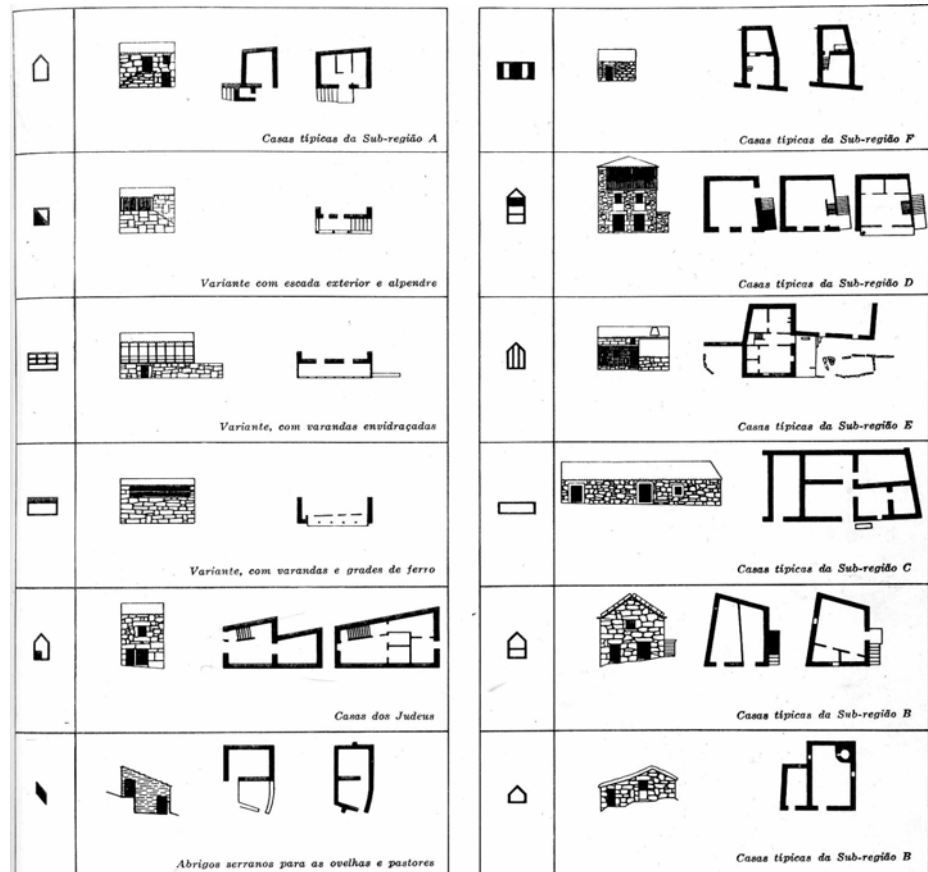 Casas típicas da Sub-região A
Variante com escada exterior e alpendre
Variante, com varandas envidraçadas
Variante, com varandas e grades de ferro
Casas dos Judeus
Abrigos serranos para as ovelhas e pastores
Casas típicas da Sub-região F
Casas típicas da Sub-região D
Casas típicas da Sub-região E
Casas típicas da Sub-região C
Casas típicas da Sub-região B
Casas típicas da Sub-região B